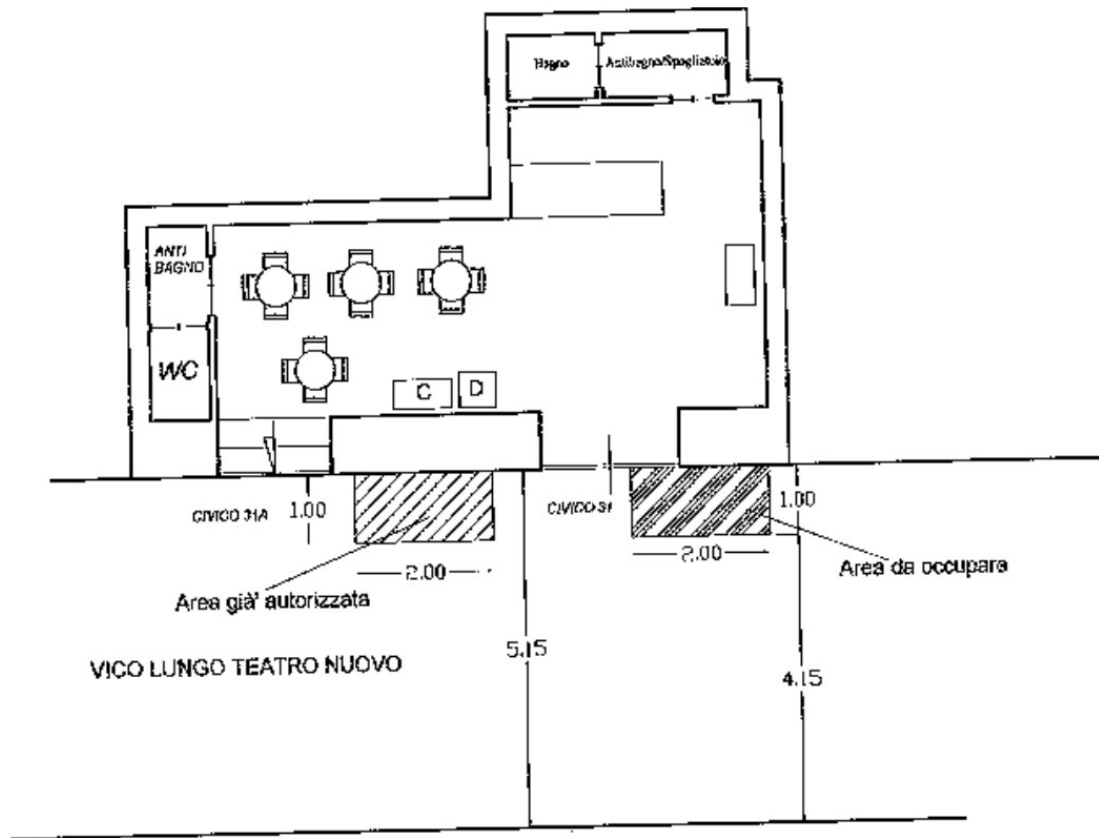 Bagno
Antibagno/Spogliatoio
ANTI
BAGNO
WC
C
D
CIVICO 31A
1.00
CIVICO 31
1.00
2.00
2.00
Area già' autorizzata
Area da occupara
5.15
4.15
VICO LUNGO TEATRO NUOVO